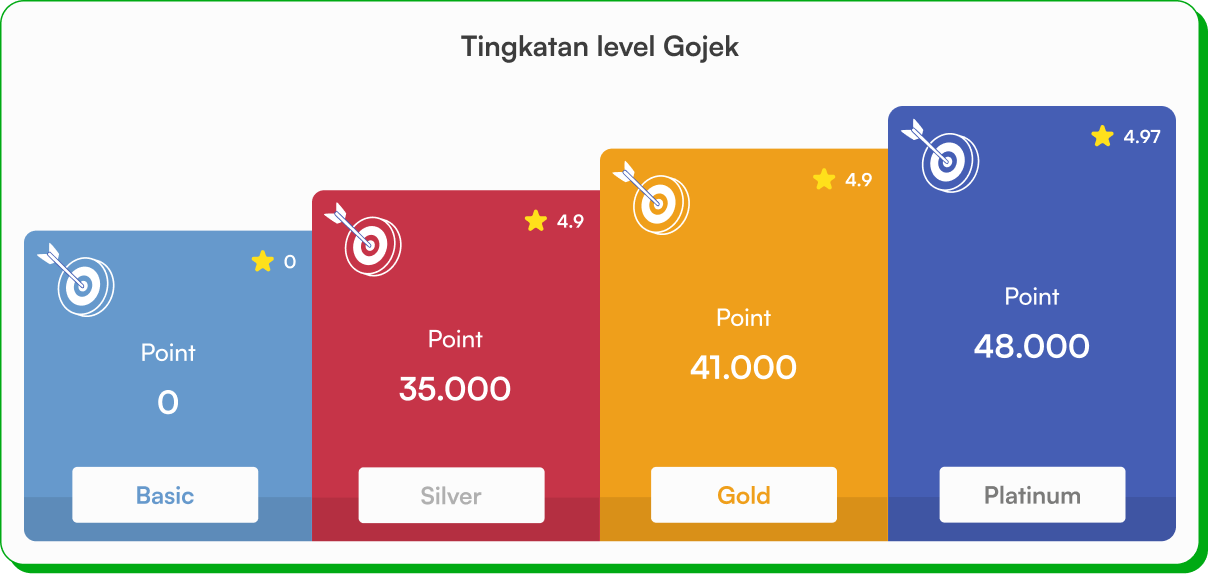 Tingkatan level Gojek
0
Point
0
Basic
4.9
Point
35.000
Silver
4.9
Point
41.000
Gold
4.97
Point
48.000
Platinum